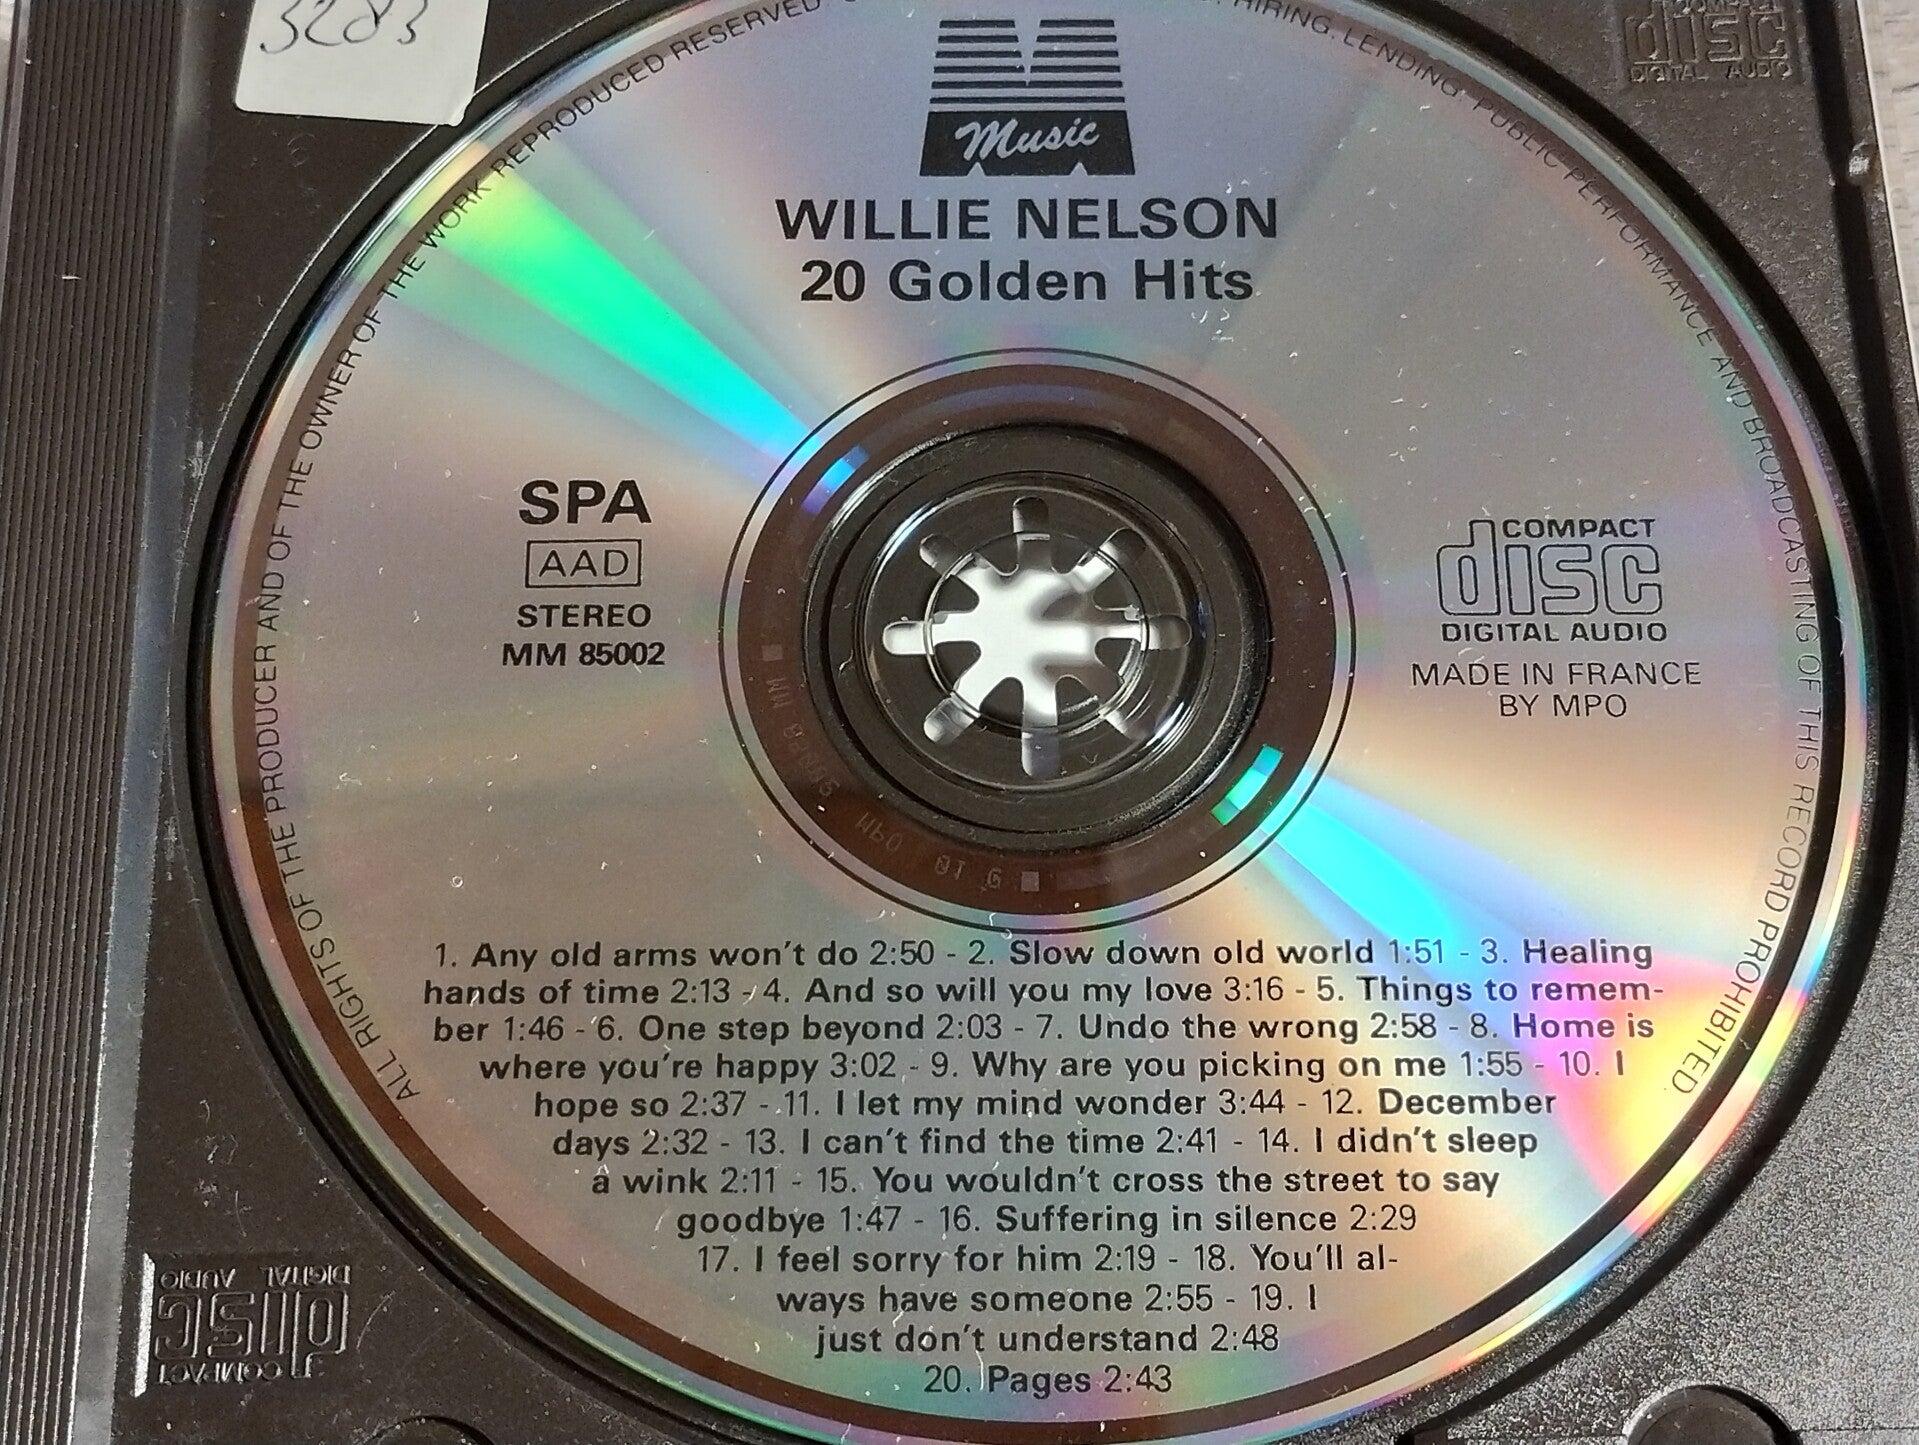 3283
Music
WILLIE NELSON
20 Golden Hits
SPA
AAD
STEREO
MM 85002
COMPACT
disc
DIGITAL AUDIO
MADE IN FRANCE
BY MPO
1. Any old arms won't do 2:50 - 2. Slow down old world 1:51 - 3. Healing
hands of time 2:13 - 4. And so will you my love 3:16 - 5. Things to remem-
ber 1:46 - 6. One step beyond 2:03 - 7. Undo the wrong 2:58 - 8. Home is
where you're happy 3:02 - 9. Why are you picking on me 1:55 - 10. I
hope so 2:37 - 11. I let my mind wonder 3:44 - 12. December
days 2:32 - 13. I can't find the time 2:41 - 14. I didn't sleep
a wink 2:11 - 15. You wouldn't cross the street to say
goodbye 1:47 - 16. Suffering in silence 2:29
17. I feel sorry for him 2:19 - 18. You'll al-
ways have someone 2:55 - 19. I
just don't understand 2:48
20. Pages 2:43
ALL RIGHTS OF THE PRODUCER AND OF THE OWNER OF THE WORK REPRODUCED RESERVED. HIRING. LENDING. PUBLIC PERFORMANCE AND BROADCASTING OF THIS RECORD PROHIBITED.
MPO 01 G
COMPACT
disc
DIGITAL AUDIO
COMPACT
disc
DIGITAL AUDIO